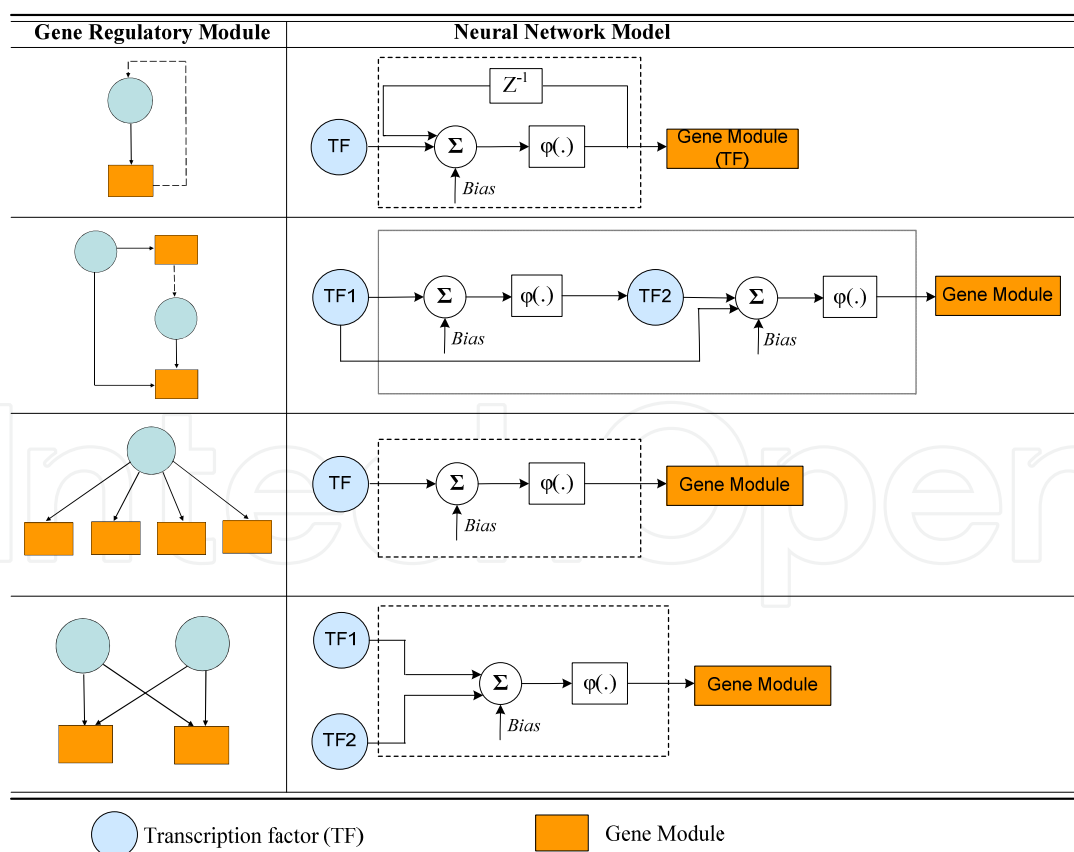 Gene Regulatory Module
Neural Network Model
Z⁻¹
TF
Σ
φ(.)
Gene Module
(TF)
Bias
TF1
Σ
φ(.)
TF2
Σ
φ(.)
Gene Module
Bias
Bias
TF
Σ
φ(.)
Gene Module
Bias
TF1
Σ
φ(.)
Gene Module
Bias
TF2
IntechOpen
Transcription factor (TF)
Gene Module